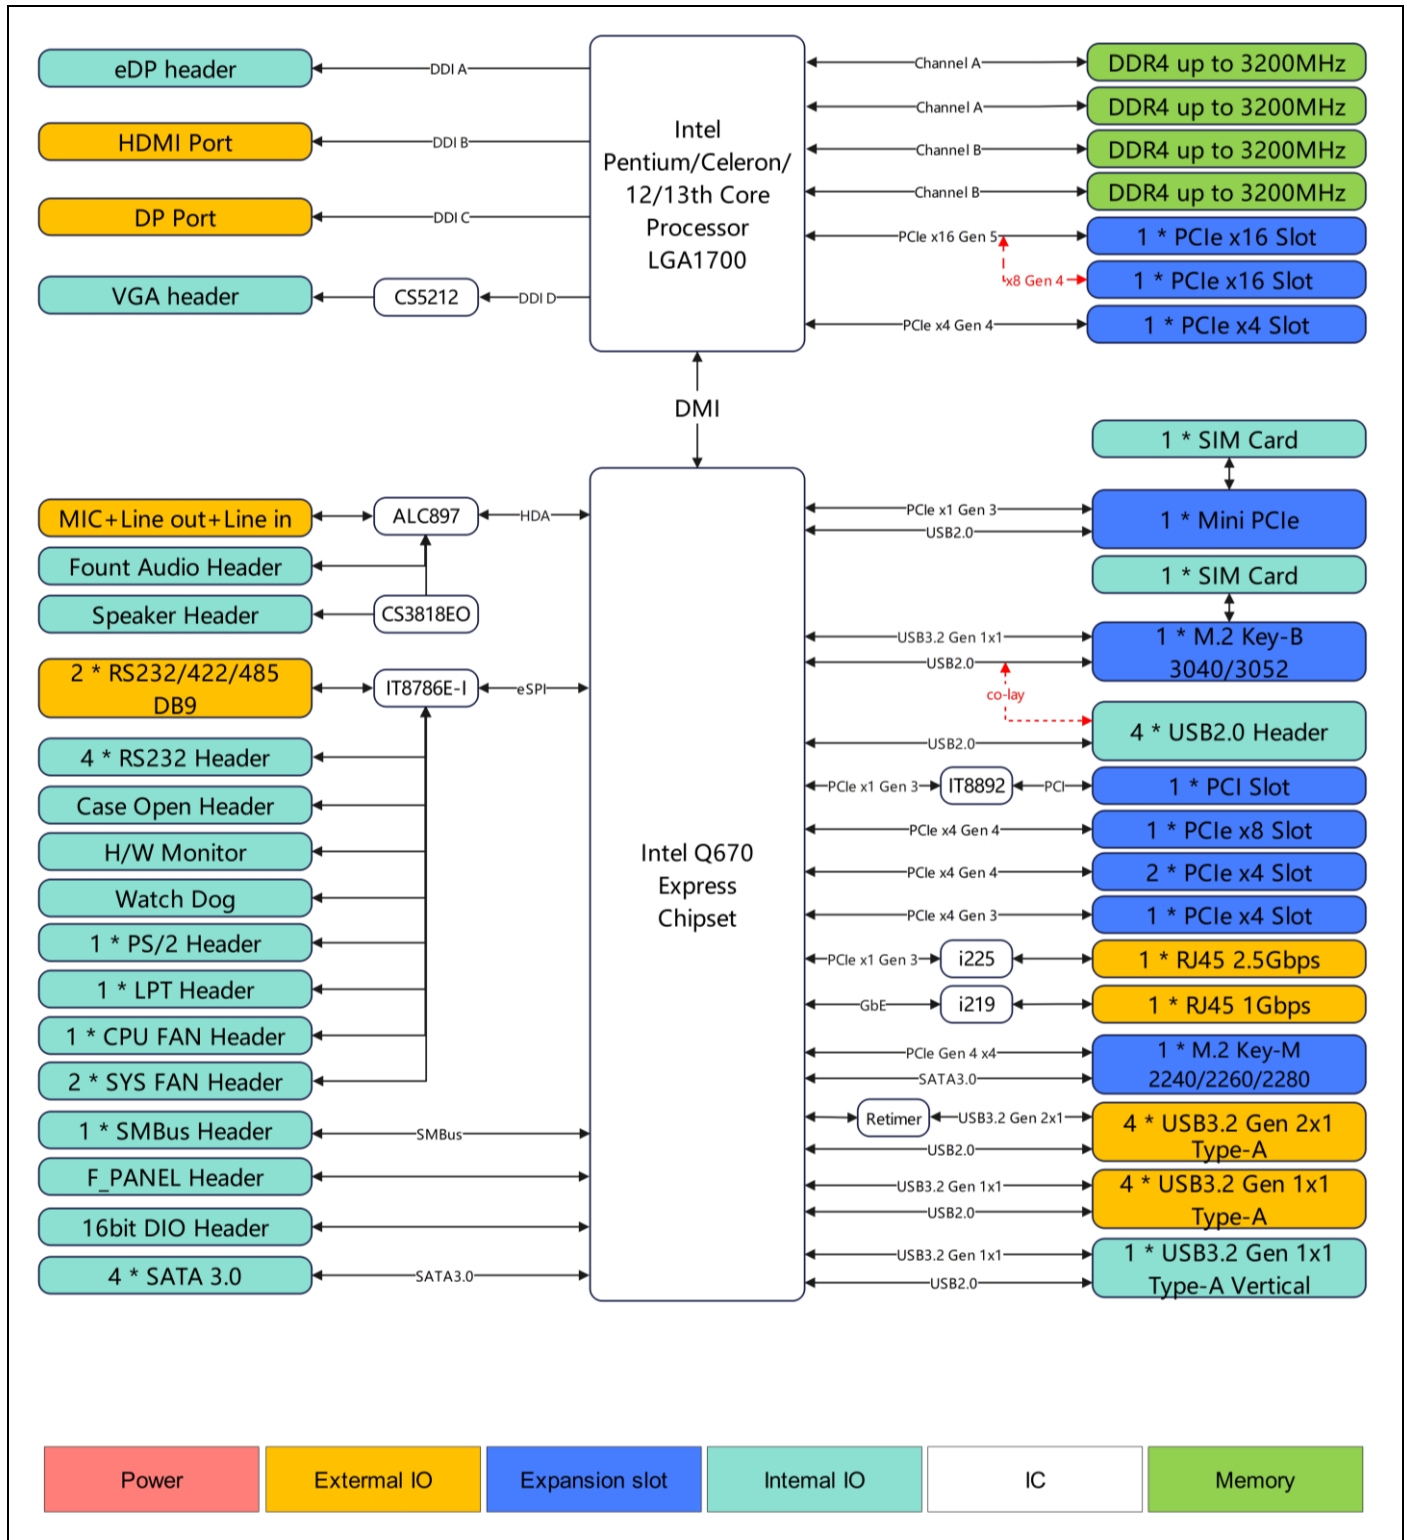 eDP header
DDI A
HDMI Port
DDI B
DP Port
DDI C
VGA header
CS5212
DDI D
Intel
Pentium/Celeron/
12/13th Core
Processor
LGA1700
Channel A
DDR4 up to 3200MHz
Channel A
DDR4 up to 3200MHz
Channel B
DDR4 up to 3200MHz
Channel B
DDR4 up to 3200MHz
PCIe x16 Gen 5
1 * PCIe x16 Slot
x8 Gen 4
1 * PCIe x16 Slot
PCIe x4 Gen 4
1 * PCIe x4 Slot
DMI
MIC+Line out+Line in
ALC897
HDA
Fount Audio Header
Speaker Header
CS3818EO
2 * RS232/422/485
DB9
IT8786E-I
eSPI
4 * RS232 Header
Case Open Header
H/W Monitor
Watch Dog
1 * PS/2 Header
1 * LPT Header
1 * CPU FAN Header
2 * SYS FAN Header
1 * SMBus Header
SMBus
F_PANEL Header
16bit DIO Header
4 * SATA 3.0
SATA3.0
Intel Q670
Express
Chipset
1 * SIM Card
PCIe x1 Gen 3
USB2.0
1 * Mini PCIe
1 * SIM Card
USB3.2 Gen 1x1
USB2.0
1 * M.2 Key-B
3040/3052
co-lay
USB2.0
4 * USB2.0 Header
PCIe x1 Gen 3
IT8892
PCI
1 * PCI Slot
PCIe x4 Gen 4
1 * PCIe x8 Slot
PCIe x4 Gen 4
2 * PCIe x4 Slot
PCIe x4 Gen 3
1 * PCIe x4 Slot
PCIe x1 Gen 3
i225
1 * RJ45 2.5Gbps
GbE
i219
1 * RJ45 1Gbps
PCIe Gen 4 x4
SATA3.0
1 * M.2 Key-M
2240/2260/2280
Retimer
USB3.2 Gen 2x1
USB2.0
4 * USB3.2 Gen 2x1
Type-A
USB3.2 Gen 1x1
USB2.0
4 * USB3.2 Gen 1x1
Type-A
USB3.2 Gen 1x1
USB2.0
1 * USB3.2 Gen 1x1
Type-A Vertical
Power
Extermal IO
Expansion slot
Intemal IO
IC
Memory